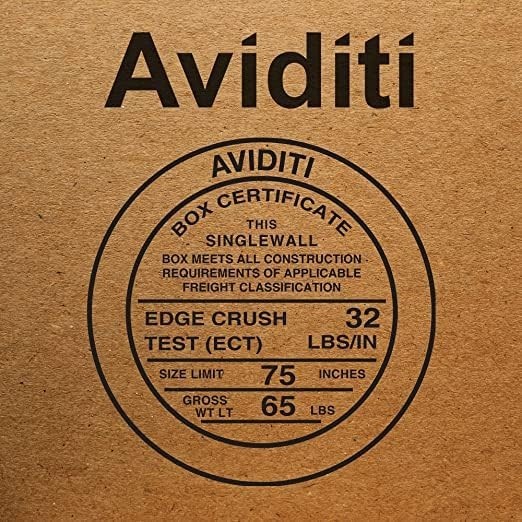 Aviditi
AVIDITI
BOX CERTIFICATE
THIS
SINGLEWALL
BOX MEETS ALL CONSTRUCTION
REQUIREMENTS OF APPLICABLE
FREIGHT CLASSIFICATION
EDGE CRUSH 32
TEST (ECT) LBS/IN
SIZE LIMIT 75 INCHES
GROSS
WT LT 65 LBS